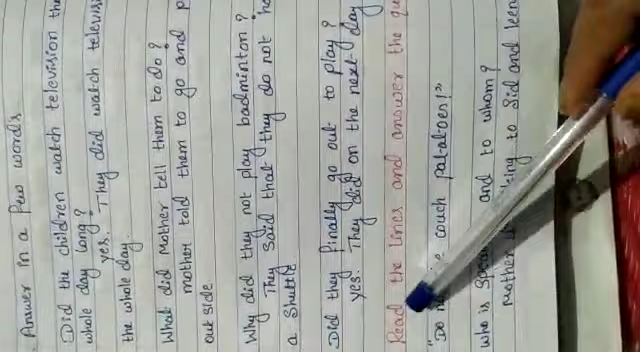 Answer in a few words
Did the children watch television the
whole day long?
yes. They did watch televis
the whole day.
What did Mother tell them to do?
mother told them to go and p
out side
Why did they not play badminton?
They said that they do not ha
a shuttle
Did they finally go out to play?
yes. They did on the next day
Read the lines and answer the qu
"Do couch patatoes!"
who is and to whom?
Mother to Sid and leen